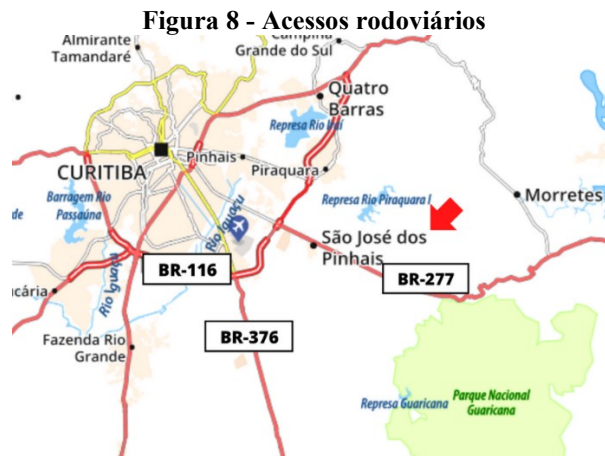 Figura 8 - Acessos rodoviários
Almirante
Tamandaré
Campina
Grande do Sul
Quatro
Barras
Represa Rio Iraí
Pinhais
CURITIBA
Piraquara
Barragem Rio
Passaúna
Rio Iguaçu
Represa Rio Piraquara I
Morretes
de
São José dos
Pinhais
BR-116
BR-277
ucária
Rio Iguaçu
BR-376
Fazenda Rio
Grande
Represa Guaricana
Parque Nacional
Guaricana